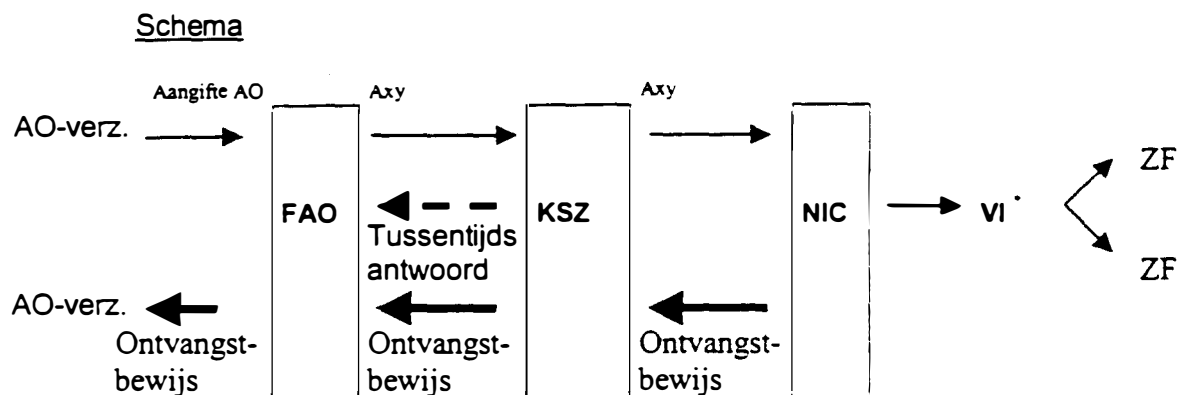 Schema
Aangifte AO Axy Axy
AO-verz.
ZF
FAO KSZ NIC VI
Tussentijds
antwoord
ZF
AO-verz.
Ontvangst- Ontvangst- Ontvangst-
bewijs bewijs bewijs